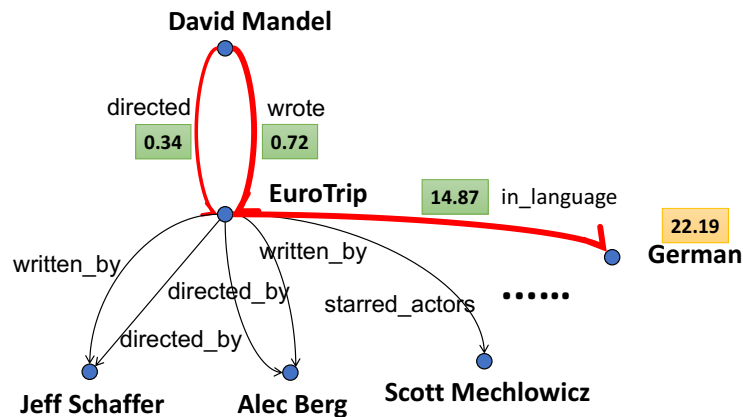 David Mandel
directed wrote
0.34 0.72
EuroTrip
14.87 in_language
22.19
German
written_by
written_by
directed_by
starred_actors
......
directed_by
Jeff Schaffer
Alec Berg
Scott Mechlowicz